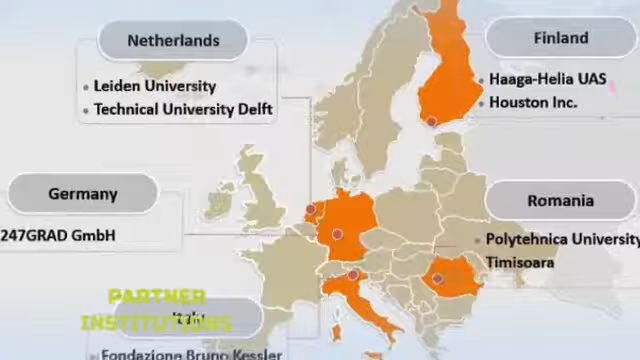 Netherlands
Leiden University
Technical University Delft
Finland
Haaga-Helia UAS
Houston Inc.
Germany
247GRAD GmbH
Romania
Polytehnica University
Timisoara
PARTNER
INSTITUTIONS
Italy
Fondazione Bruno Kessler